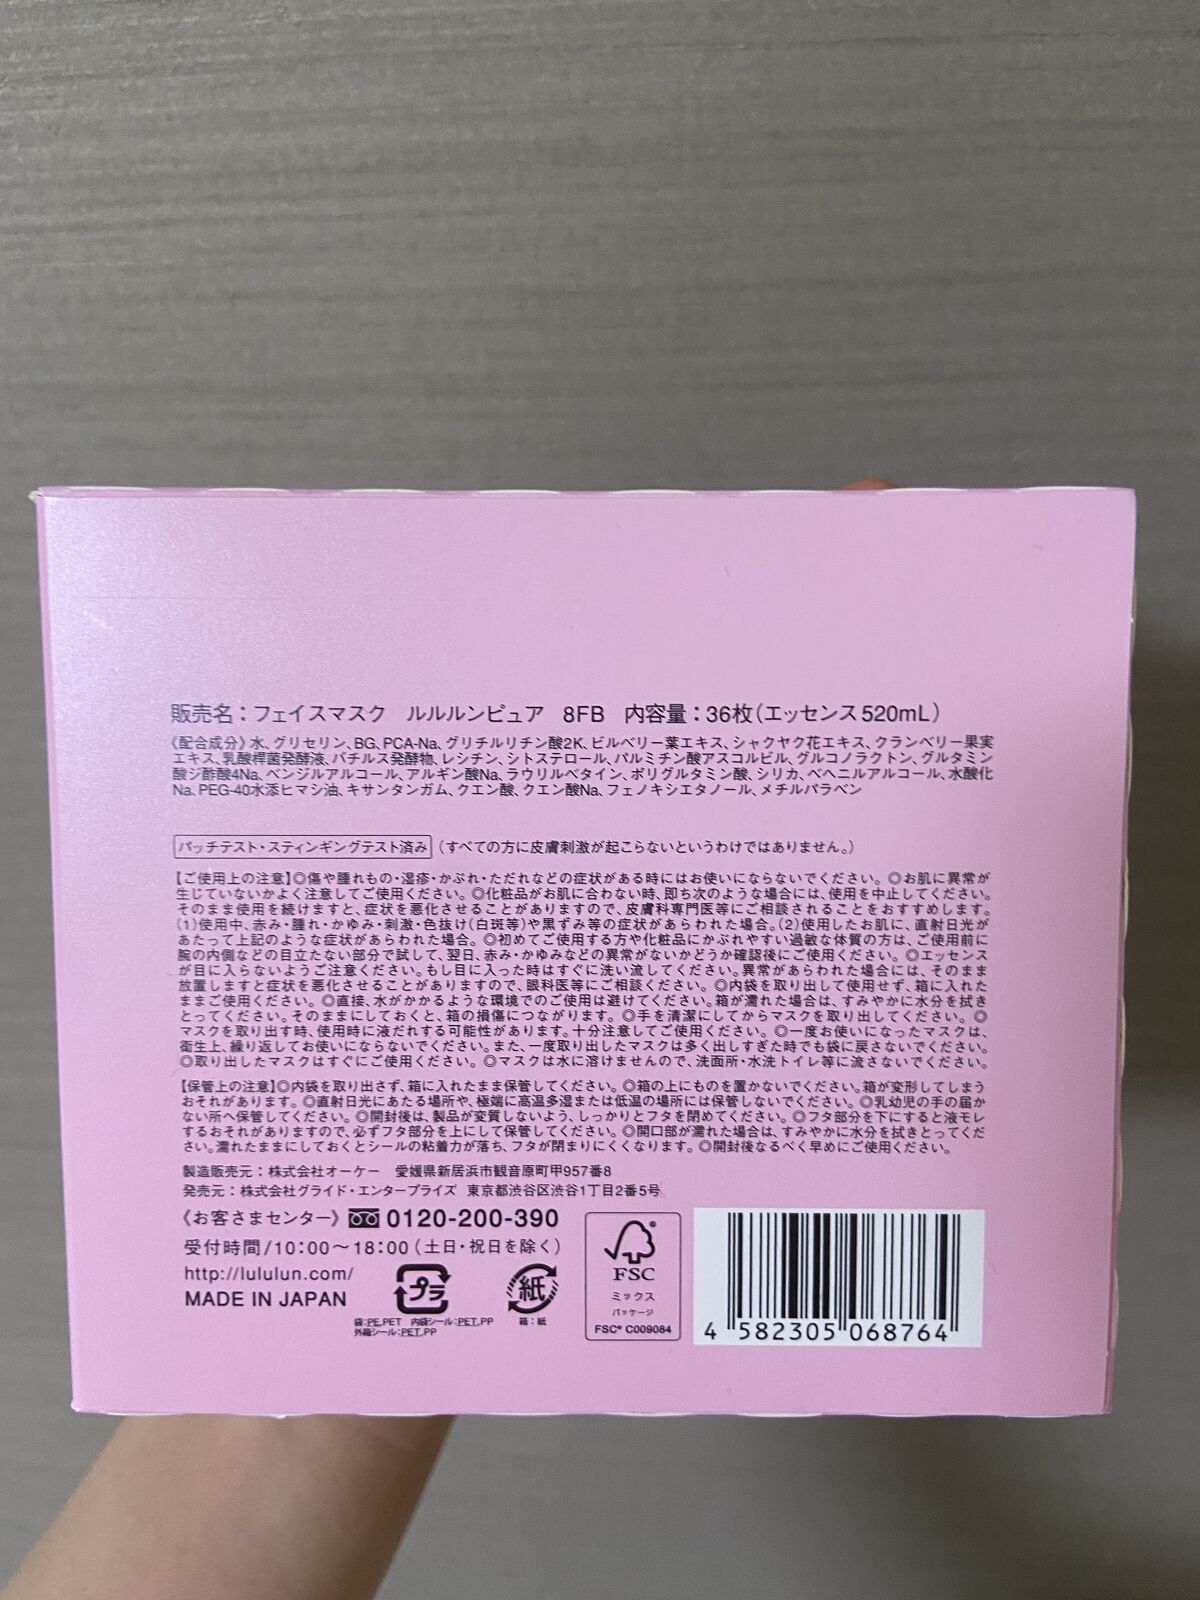 販売名：フェイスマスク　ルルルンピュア　8FB　内容量：36枚（エッセンス520mL）
《配合成分》水、グリセリン、BG、PCA-Na、グリチルリチン酸2K、ビルベリー葉エキス、シャクヤク花エキス、クランベリー果実
エキス、乳酸桿菌発酵液、バチルス発酵物、レシチン、シトステロール、パルミチン酸アスコルビル、グルコノラクトン、グルタミン
酸ジ酢酸4Na、ベンジルアルコール、アルギン酸Na、ラウリルベタイン、ポリグルタミン酸、シリカ、ベヘニルアルコール、水酸化
Na、PEG-40水添ヒマシ油、キサンタンガム、クエン酸、クエン酸Na、フェノキシエタノール、メチルパラベン
パッチテスト・スティンギングテスト済み（すべての方に皮膚刺激が起こらないというわけではありません。）
【ご使用上の注意】◎傷や腫れもの・湿疹・かぶれ・ただれなどの症状がある時にはお使いにならないでください。◎お肌に異常が
生じていないかよく注意してご使用ください。◎化粧品がお肌に合わない時、即ち次のような場合には、使用を中止してください。
そのまま使用を続けますと、症状を悪化させることがありますので、皮膚科専門医等にご相談されることをおすすめします。
（1）使用中、赤み・腫れ・かゆみ・刺激・色抜け（白斑等）や黒ずみ等の症状があらわれた場合。（2）使用したお肌に、直射日光が
あたって上記のような症状があらわれた場合。◎初めてご使用する方や化粧品にかぶれやすい過敏な体質の方は、ご使用前に
腕の内側などの目立たない部分で試して、翌日、赤み・かゆみなどの異常がないかどうか確認後にご使用ください。◎エッセンス
が目に入らないようご注意ください。もし目に入った時はすぐに洗い流してください。異常があらわれた場合には、そのまま
放置しますと症状を悪化させることがありますので、眼科医等にご相談ください。◎内袋を取り出して使用せず、箱に入れた
ままご使用ください。◎直接、水がかかるような環境でのご使用は避けてください。箱が濡れた場合は、すみやかに水分を拭き
とってください。そのままにしておくと、箱の損傷につながります。◎手を清潔にしてからマスクを取り出してください。◎
マスクを取り出す時、使用時に液だれする可能性があります。十分注意してご使用ください。◎一度お使いになったマスクは、
衛生上、繰り返してお使いにならないでください。また、一度取り出したマスクは多く出しすぎた時でも袋に戻さないでください。
◎取り出したマスクはすぐにご使用ください。◎マスクは水に溶けませんので、洗面所・水洗トイレ等に流さないでください。
【保管上の注意】◎内袋を取り出さず、箱に入れたまま保管してください。◎箱の上にものを置かないでください。箱が変形してしまう
おそれがあります。◎直射日光にあたる場所や、極端に高温多湿または低温の場所には保管しないでください。◎乳幼児の手の届か
ない所へ保管してください。◎開封後は、製品が変質しないよう、しっかりとフタを閉めてください。◎フタ部分を下にすると液モレ
するおそれがありますので、必ずフタ部分を上にして保管してください。◎開口部が濡れた場合は、すみやかに水分を拭きとってくだ
さい。濡れたままにしておくとシールの粘着力が落ち、フタが閉まりにくくなります。◎開封後なるべく早めにご使用ください。
製造販売元：株式会社オーケー　愛媛県新居浜市観音原町甲957番8
発売元：株式会社グライド・エンタープライズ　東京都渋谷区渋谷1丁目2番5号
《お客さまセンター》0120-200-390
受付時間/10:00～18:00（土日・祝日を除く）
http://lululun.com/
MADE IN JAPAN
プラ
袋：PE,PET　内袋シール：PET,PP
外箱シール：PET,PP
紙
箱：紙
FSC
ミックス
パッケージ
FSC® C009084
4 582305 068764